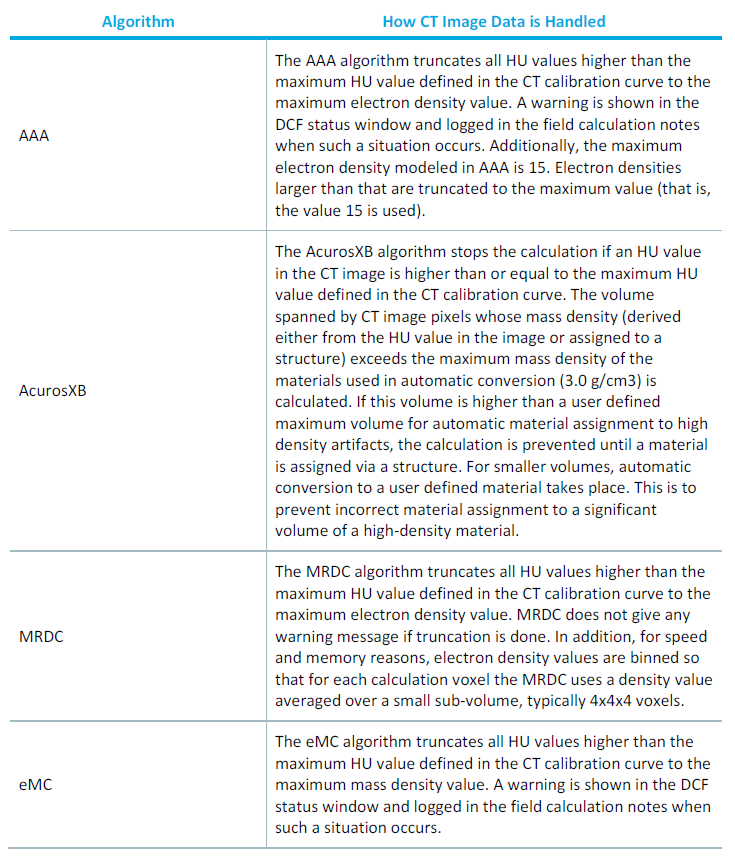 Algorithm
How CT Image Data is Handled
AAA
The AAA algorithm truncates all HU values higher than the
maximum HU value defined in the CT calibration curve to the
maximum electron density value. A warning is shown in the
DCF status window and logged in the field calculation notes
when such a situation occurs. Additionally, the maximum
electron density modeled in AAA is 15. Electron densities
larger than that are truncated to the maximum value (that is,
the value 15 is used).
AcurosXB
The AcurosXB algorithm stops the calculation if an HU value
in the CT image is higher than or equal to the maximum HU
value defined in the CT calibration curve. The volume
spanned by CT image pixels whose mass density (derived
either from the HU value in the image or assigned to a
structure) exceeds the maximum mass density of the
materials used in automatic conversion (3.0 g/cm3) is
calculated. If this volume is higher than a user defined
maximum volume for automatic material assignment to high
density artifacts, the calculation is prevented until a material
is assigned via a structure. For smaller volumes, automatic
conversion to a user defined material takes place. This is to
prevent incorrect material assignment to a significant
volume of a high-density material.
MRDC
The MRDC algorithm truncates all HU values higher than the
maximum HU value defined in the CT calibration curve to the
maximum electron density value. MRDC does not give any
warning message if truncation is done. In addition, for speed
and memory reasons, electron density values are binned so
that for each calculation voxel the MRDC uses a density value
averaged over a small sub-volume, typically 4x4x4 voxels.
eMC
The eMC algorithm truncates all HU values higher than the
maximum HU value defined in the CT calibration curve to the
maximum mass density value. A warning is shown in the DCF
status window and logged in the field calculation notes when
such a situation occurs.